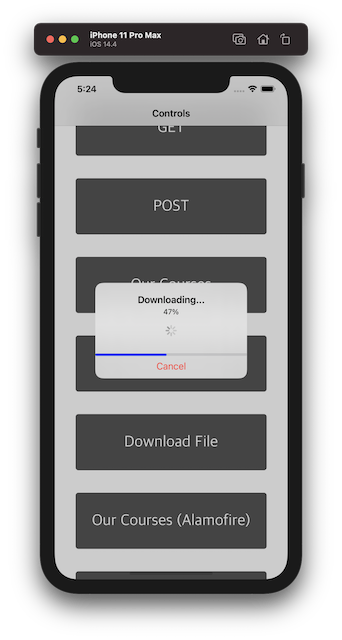 iPhone 11 Pro Max
iOS 14.4
5:24
Controls
GET
POST
Our Courses
Downloading...
47%
Cancel
Download File
Our Courses (Alamofire)